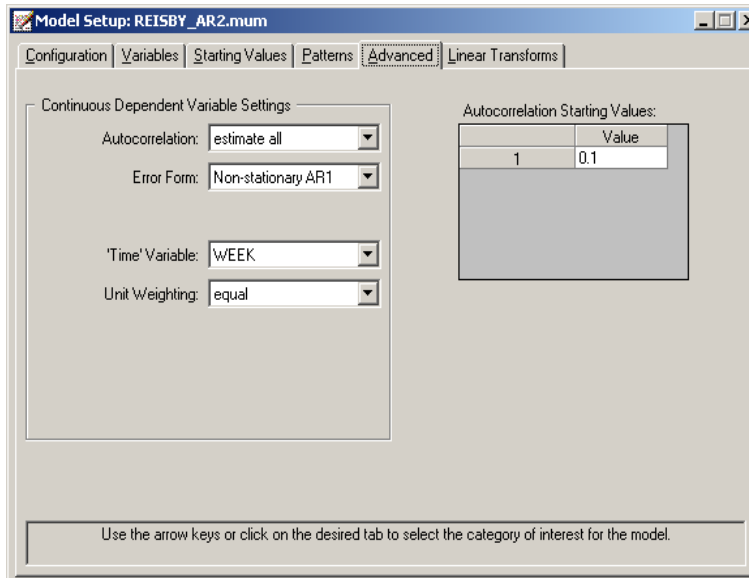 Model Setup: REISBY_AR2.mum
Configuration Variables Starting Values Patterns Advanced Linear Transforms
Continuous Dependent Variable Settings
Autocorrelation: estimate all
Error Form: Non-stationary AR1
'Time' Variable: WEEK
Unit Weighting: equal
Autocorrelation Starting Values:
Value
1 0.1
Use the arrow keys or click on the desired tab to select the category of interest for the model.